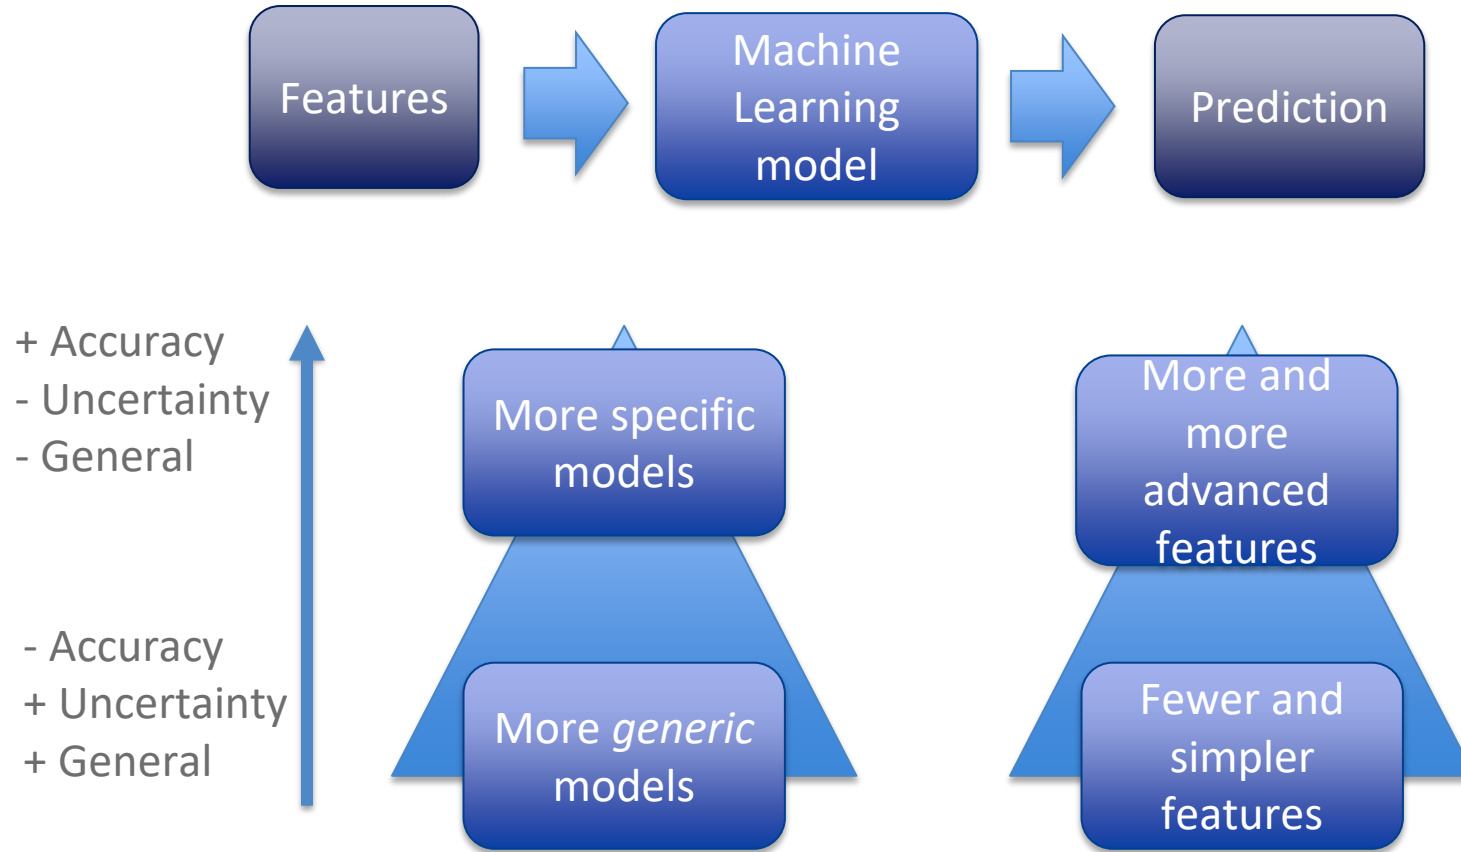 Features
Machine
Learning
model
Prediction
+ Accuracy
- Uncertainty
- General
More specific
models
More and
more
advanced
features
- Accuracy
+ Uncertainty
+ General
More generic
models
Fewer and
simpler
features